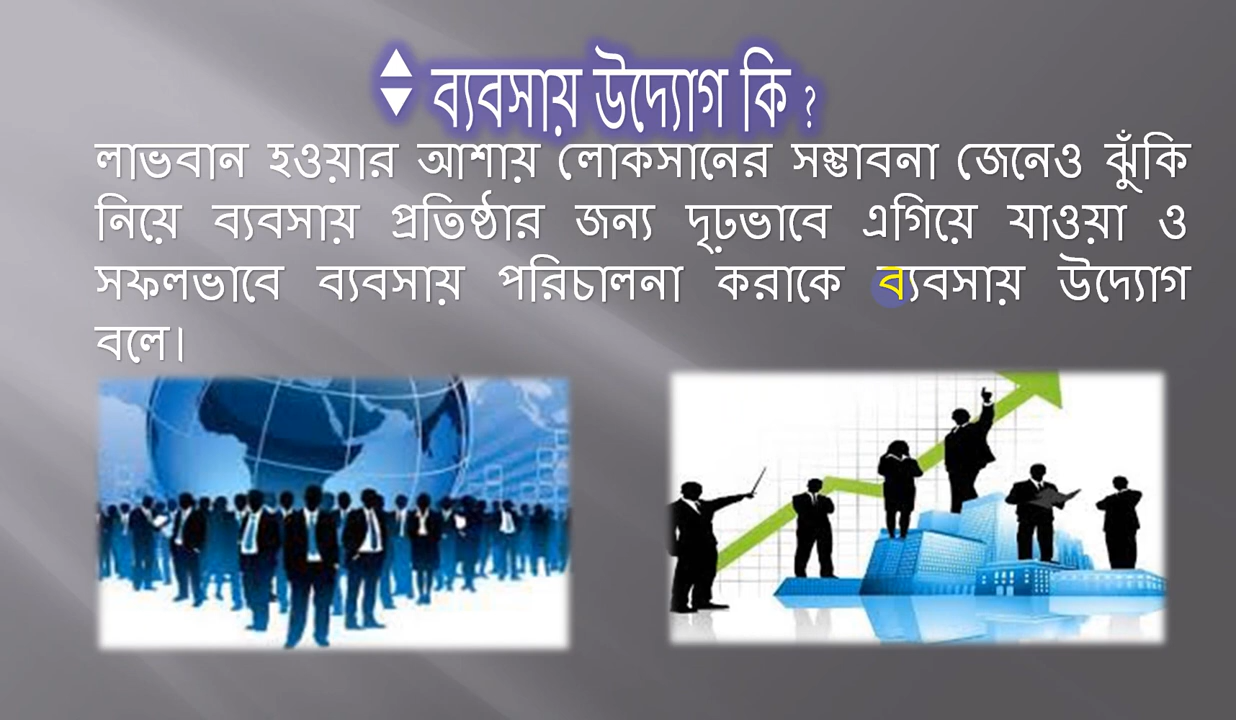 ব্যবসায় উদ্যোগ কি ?
লাভবান হওয়ার আশায় লোকসানের সম্ভাবনা জেনেও ঝুঁকি
নিয়ে ব্যবসায় প্রতিষ্ঠার জন্য দৃঢ়ভাবে এগিয়ে যাওয়া ও
সফলভাবে ব্যবসায় পরিচালনা করাকে ব্যবসায় উদ্যোগ
বলে।